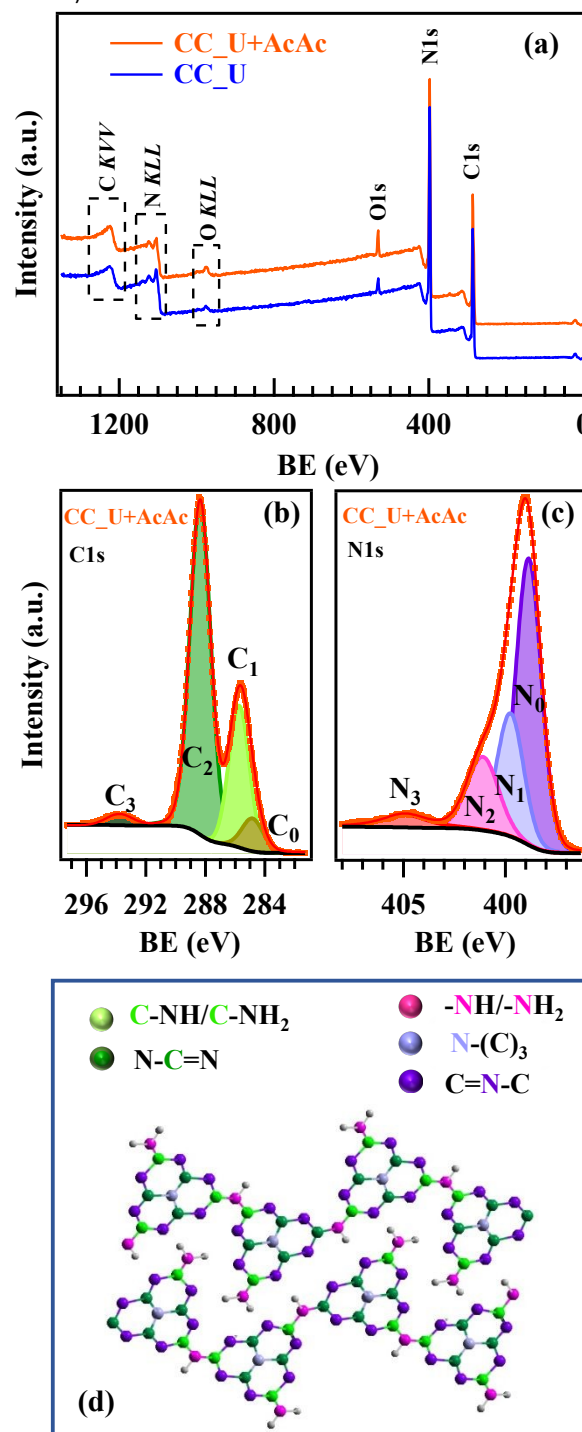 CC_U+AcAc
(a)
CC_U
N1s
C KVV
N KLL
O KLL
O1s
C1s
Intensity (a.u.)
1200
800
400
0
BE (eV)
CC_U+AcAc
(b)
C1s
C1
C2
C3
C0
Intensity (a.u.)
296
292
288
284
BE (eV)
CC_U+AcAc
(c)
N1s
N0
N1
N2
N3
405
400
BE (eV)
C-NH/C-NH2
-NH/-NH2
N-C=N
N-(C)3
C=N-C
(d)